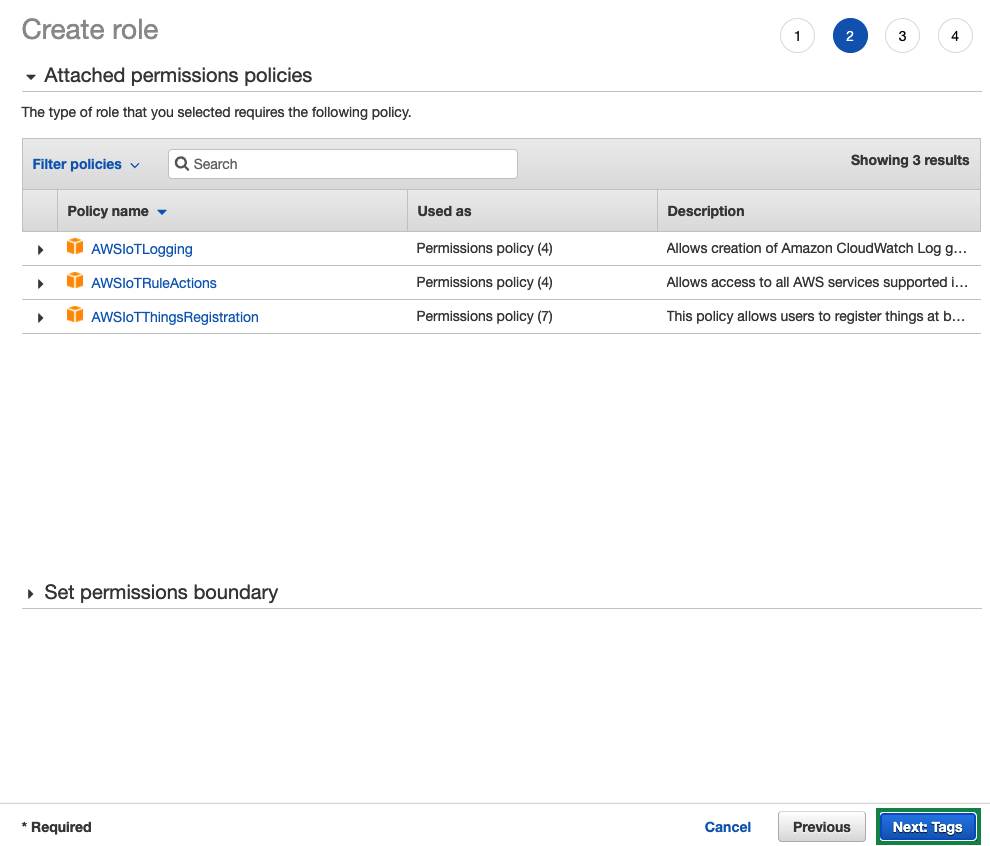 Create role
1 2 3 4
Attached permissions policies
The type of role that you selected requires the following policy.
Filter policies Search Showing 3 results
Policy name Used as Description
AWSIoTLogging Permissions policy (4) Allows creation of Amazon CloudWatch Log g…
AWSIoTRuleActions Permissions policy (4) Allows access to all AWS services supported i…
AWSIoTThingsRegistration Permissions policy (7) This policy allows users to register things at b…
Set permissions boundary
* Required Cancel Previous Next: Tags